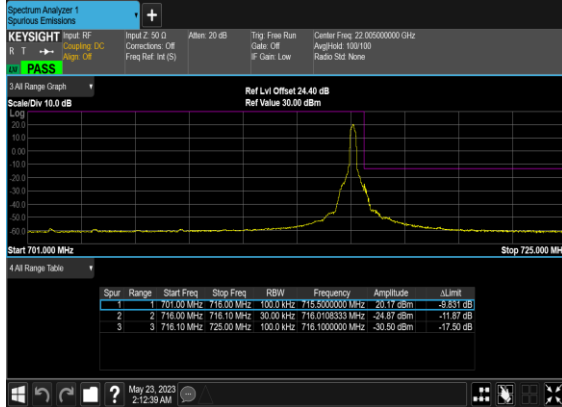 Spectrum Analyzer 1
Spurious Emissions
+
KEYSIGHT Input: RF Input Z: 50 Ω Atten: 20 dB Trig: Free Run Center Freq: 22.005000000 GHz
R T Coupling: DC Corrections: Off Gate: Off Avg|Hold: 100/100
Align: Off Freq Ref: Int (S) IF Gain: Low Radio Std: None
PASS
3 All Range Graph
Ref Lvl Offset 24.40 dB
Scale/Div 10.0 dB Ref Value 30.00 dBm
Log
20.0
10.0
0.00
-10.0
-20.0
-30.0
-40.0
-50.0
-60.0
Start 701.000 MHz Stop 725.000 MH
4 All Range Table
Spur Range Start Freq Stop Freq RBW Frequency Amplitude ΔLimit
1 1 701.00 MHz 716.00 MHz 100.0 kHz 715.5000000 MHz 20.17 dBm -9.831 dB
2 2 716.00 MHz 716.10 MHz 30.00 kHz 716.0108333 MHz -24.87 dBm -11.87 dB
3 3 716.10 MHz 725.00 MHz 100.0 kHz 716.1000000 MHz -30.50 dBm -17.50 dB
? May 23, 2023
2:12:39 AM